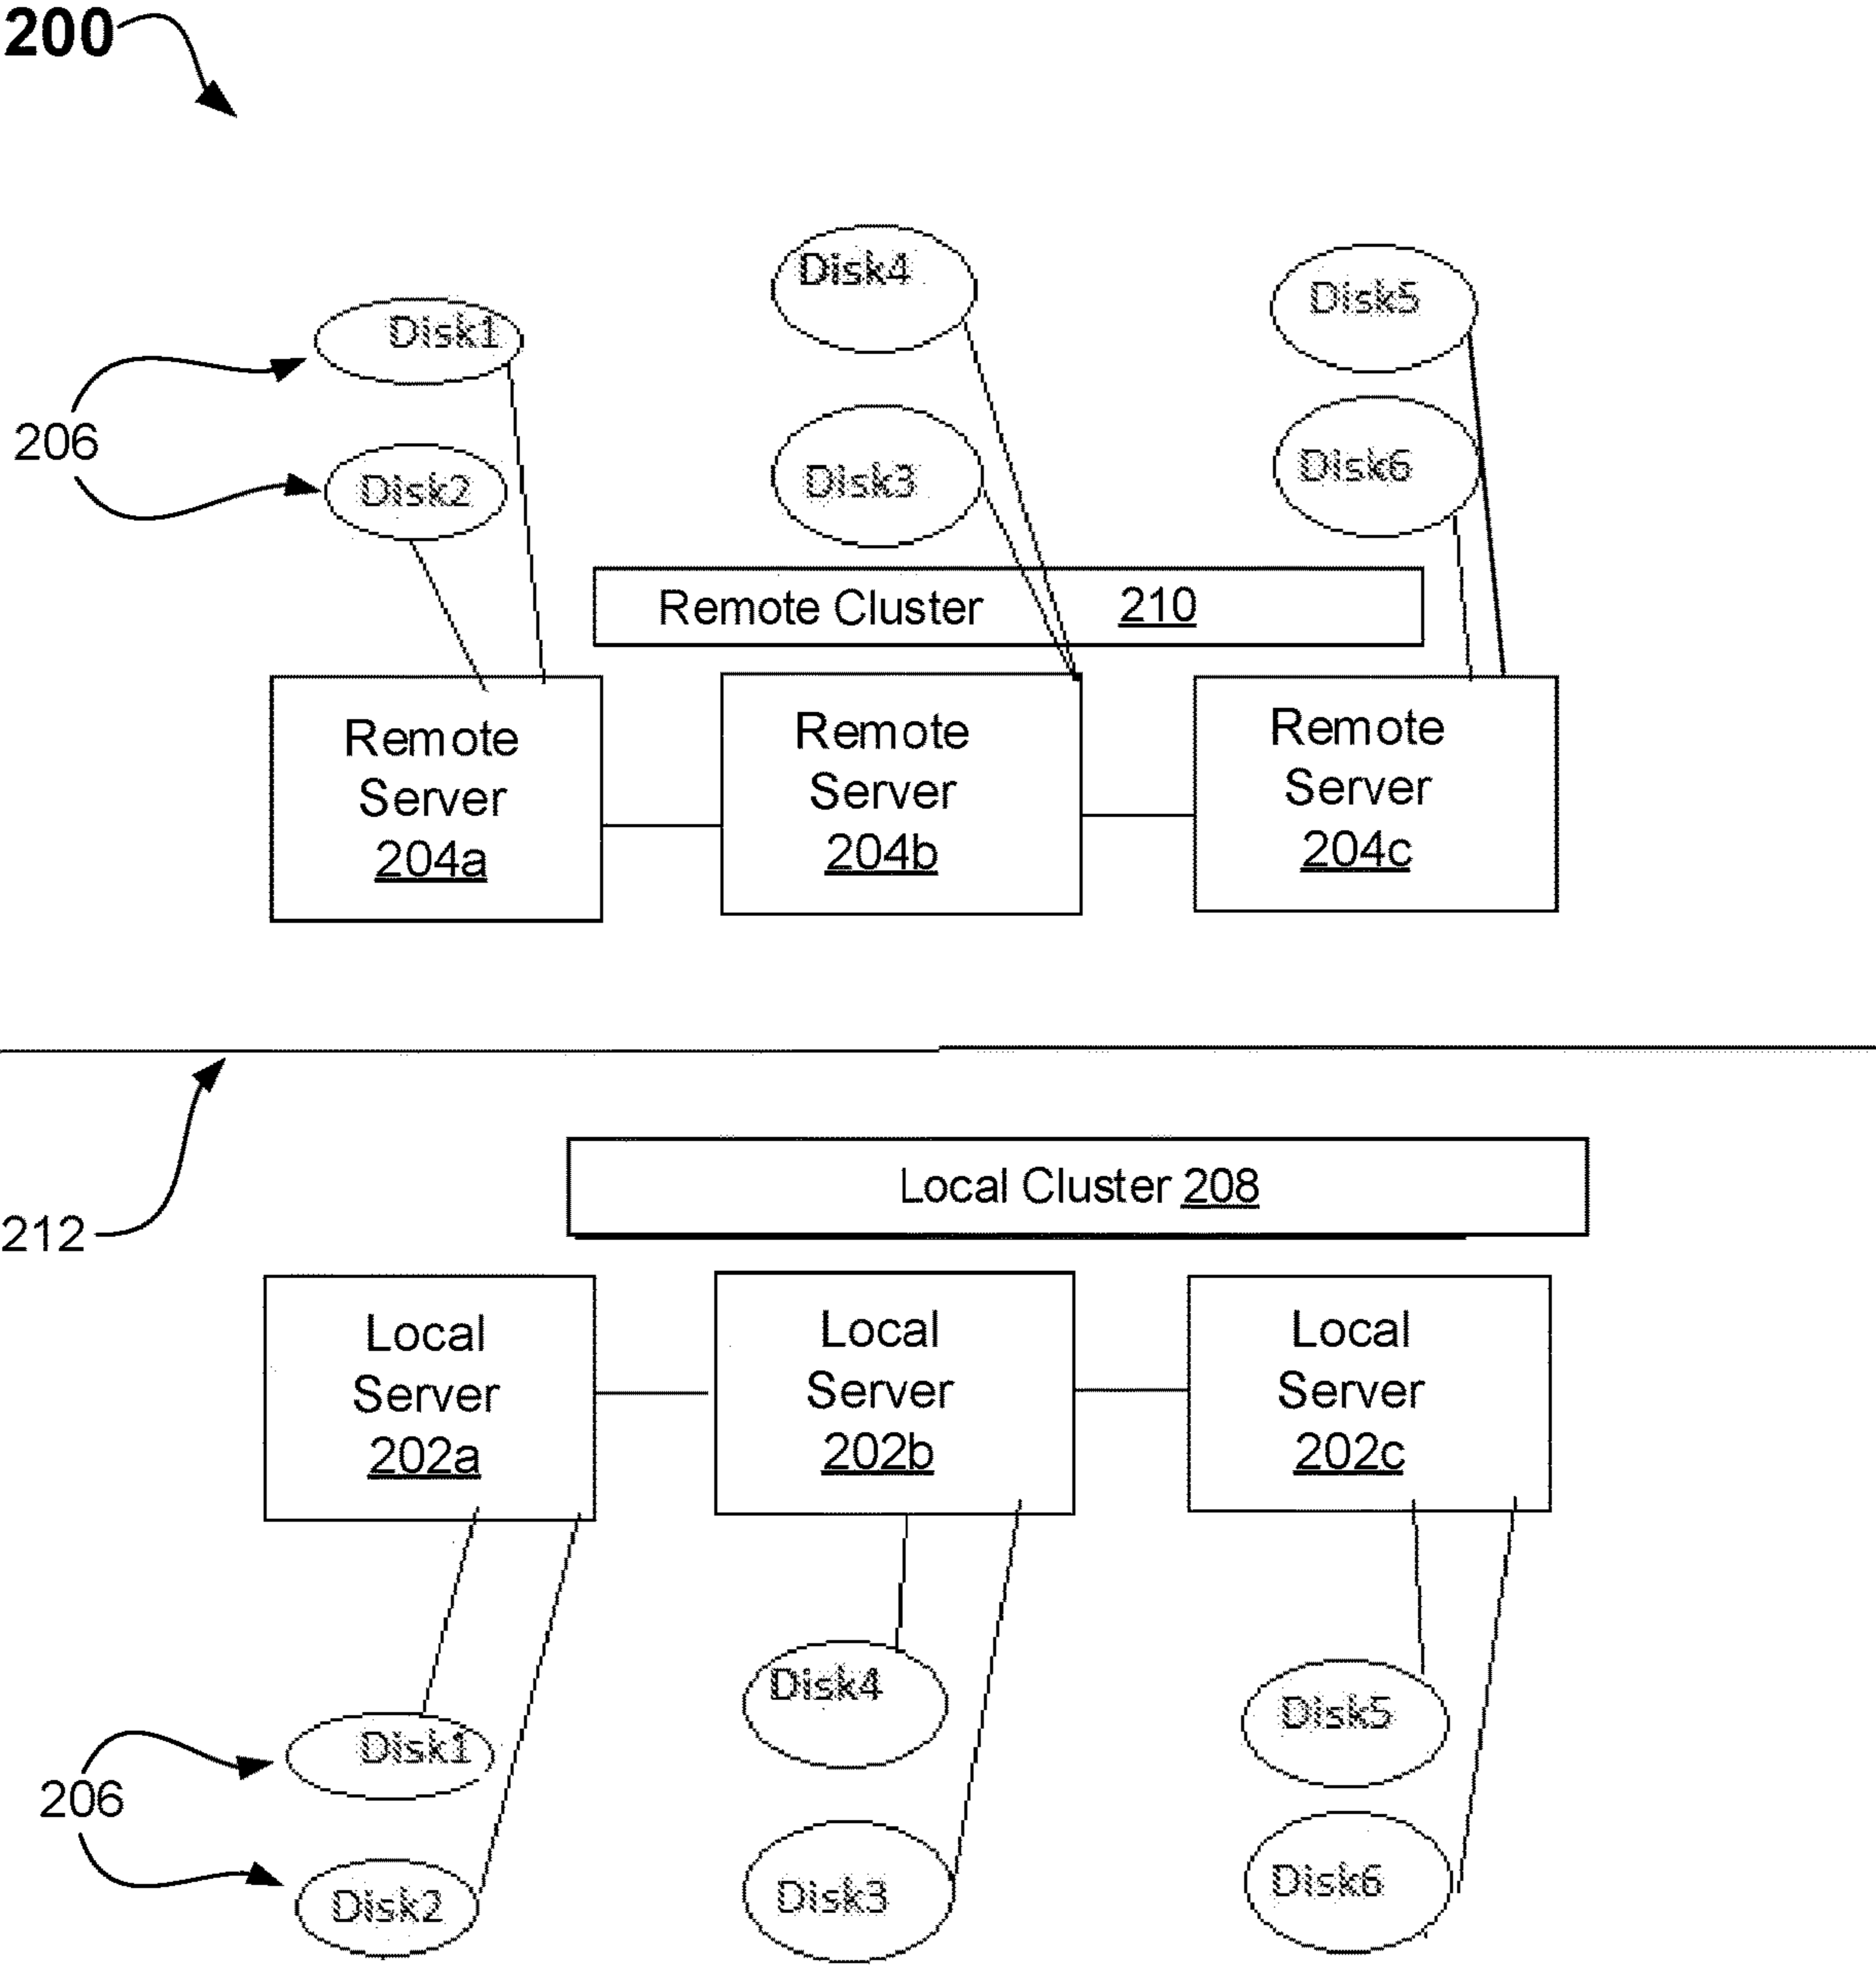 200
Disk4
Disk5
Disk1
206
Disk2
Disk3
Disk6
Remote Cluster 210
Remote
Server
204a
Remote
Server
204b
Remote
Server
204c
Local Cluster 208
212
Local
Server
202a
Local
Server
202b
Local
Server
202c
Disk4
Disk5
Disk1
206
Disk2
Disk3
Disk6